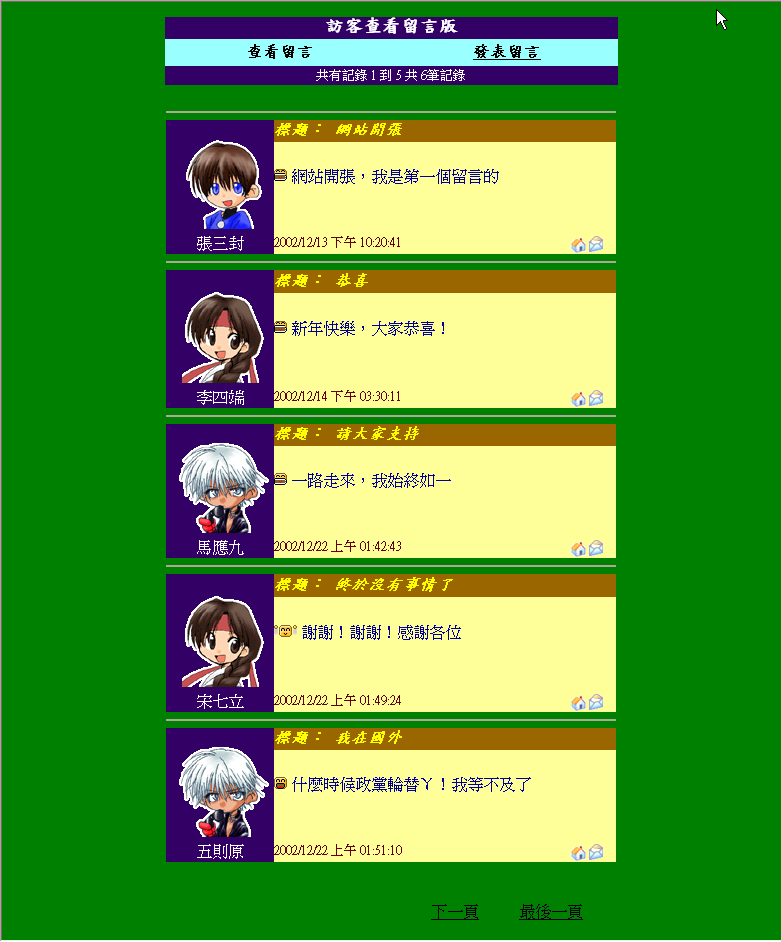 訪客查看留言版
查看留言 發表留言
共有記錄 1 到 5 共 6筆記錄
標題： 網站開張
網站開張，我是第一個留言的
張三封 2002/12/13 下午 10:20:41
標題： 恭喜
新年快樂，大家恭喜！
李四端 2002/12/14 下午 03:30:11
標題： 請大家支持
一路走來，我始終如一
馬應九 2002/12/22 上午 01:42:43
標題： 終於沒有事情了
謝謝！謝謝！感謝各位
宋七立 2002/12/22 上午 01:49:24
標題： 我在國外
什麼時候政黨輪替ㄚ！我等不及了
五則原 2002/12/22 上午 01:51:10
下一頁 最後一頁